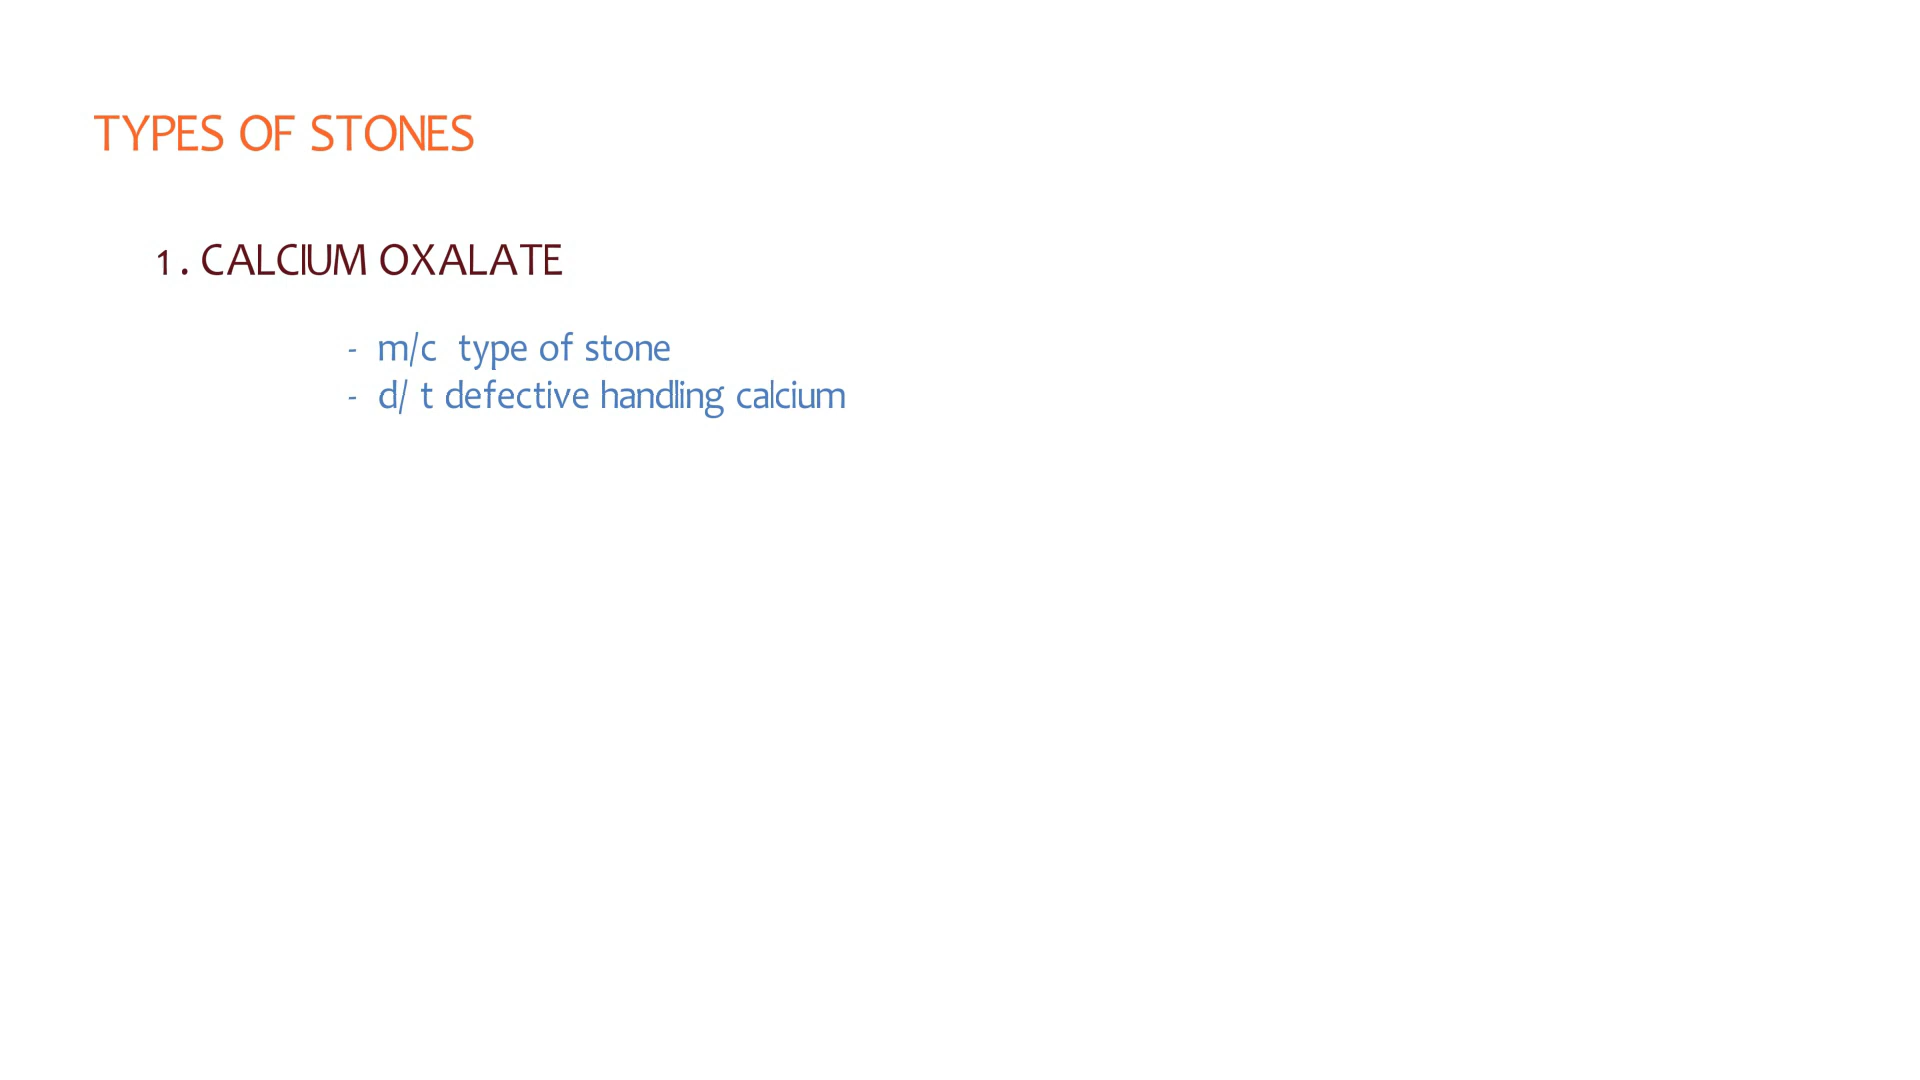 TYPES OF STONES
1 . CALCIUM OXALATE
- m/c type of stone
- d/ t defective handling calcium